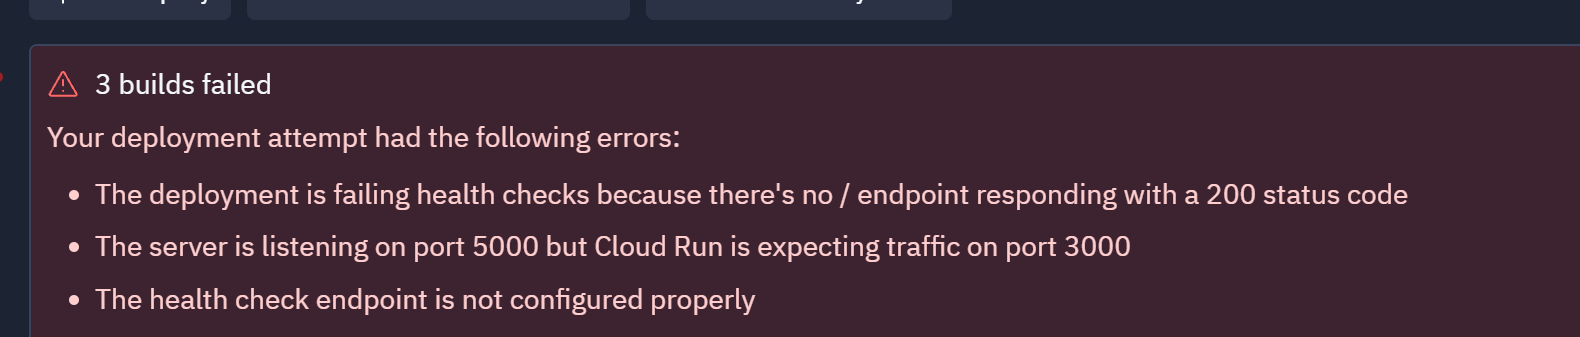 3 builds failed
Your deployment attempt had the following errors:
• The deployment is failing health checks because there's no / endpoint responding with a 200 status code
• The server is listening on port 5000 but Cloud Run is expecting traffic on port 3000
• The health check endpoint is not configured properly